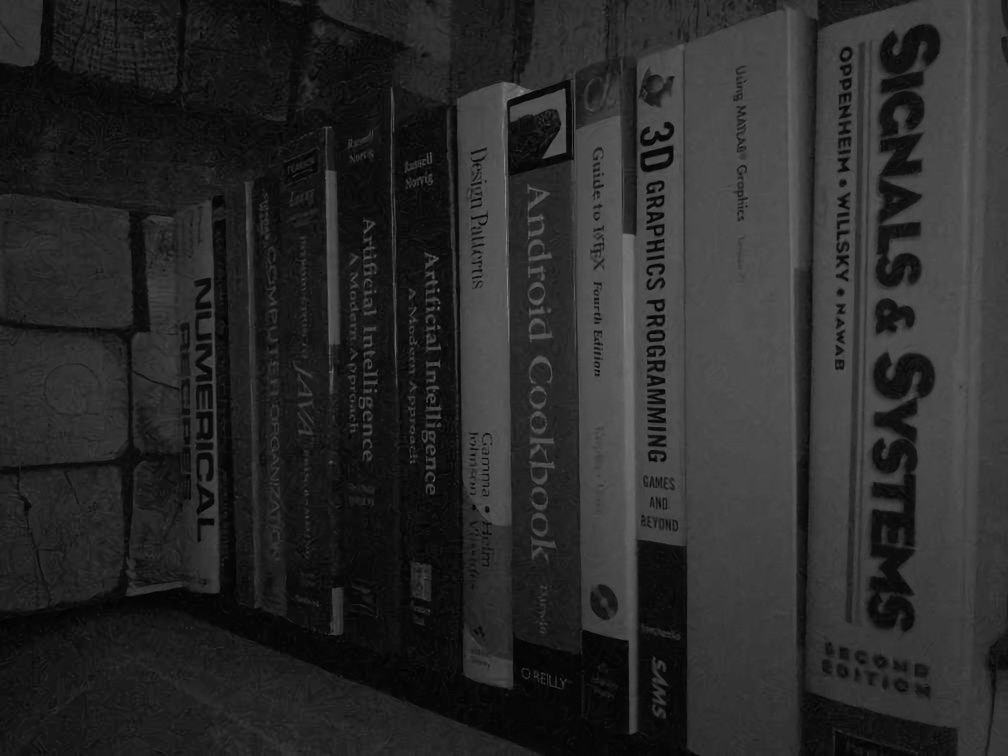 NUMERICAL
RECIPES
COMPUTER ORGANIZATION
JAVA
Russell
Norvig
Artificial Intelligence
A Modern Approach
Russell
Norvig
Artificial Intelligence
A Modern Approach
Design Patterns
Gamma • Helm
Johnson • Vlissides
Android Cookbook
Darwin
O'REILLY
Guide to LATEX Fourth Edition
3D GRAPHICS PROGRAMMING
GAMES
AND
BEYOND
SAMS
Using MATLAB® Graphics
SIGNALS & SYSTEMS
OPPENHEIM • WILLSKY • NAWAB
SECOND
EDITION